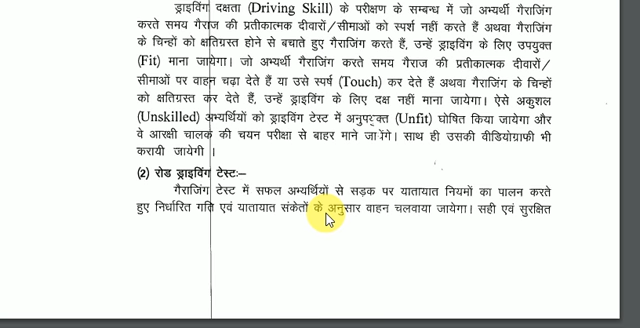 ड्राइविंग दक्षता (Driving Skill) के परीक्षण के सम्बन्ध में जो अभ्यर्थी गैराजिंग
करते समय गैराज की प्रतीकात्मक दीवारों/सीमाओं को स्पर्श नहीं करते हैं अथवा गैराजिंग
के चिन्हों को क्षतिग्रस्त होने से बचाते हुए गैराजिंग करते हैं, उन्हें ड्राइविंग के लिए उपयुक्त
(Fit) माना जायेगा। जो अभ्यर्थी गैराजिंग करते समय गैराज की प्रतीकात्मक दीवारों/
सीमाओं पर वाहन चढ़ा देते हैं या उसे स्पर्ष (Touch) कर देते हैं अथवा गैराजिंग के चिन्हों
को क्षतिग्रस्त कर देते हैं, उन्हें ड्राइविंग के लिए दक्ष नहीं माना जायेगा। ऐसे अकुशल
(Unskilled) अभ्यर्थियों को ड्राइविंग टेस्ट में अनुपयुक्त (Unfit) घोषित किया जायेगा और
वे आरक्षी चालक की चयन परीक्षा से बाहर माने जायेंगे। साथ ही उसकी वीडियोग्राफी भी
करायी जायेगी ।
(2) रोड ड्राइविंग टेस्ट:–
गैराजिंग टेस्ट में सफल अभ्यर्थियों से सड़क पर यातायात नियमों का पालन करते
हुए निर्धारित गति एवं यातायात संकेतों के अनुसार वाहन चलवाया जायेगा। सही एवं सुरक्षित